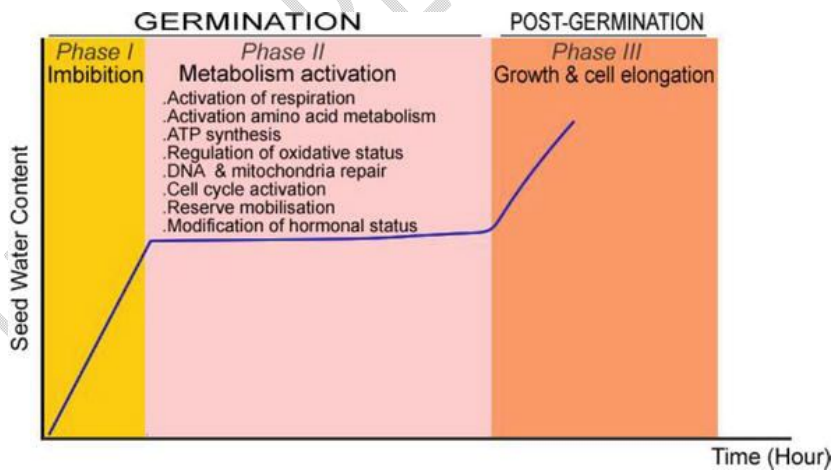 GERMINATION
POST-GERMINATION
Phase I
Imbibition
Phase II
Metabolism activation
.Activation of respiration
.Activation amino acid metabolism
.ATP synthesis
.Regulation of oxidative status
.DNA & mitochondria repair
.Cell cycle activation
.Reserve mobilisation
.Modification of hormonal status
Phase III
Growth & cell elongation
Seed Water Content
Time (Hour)